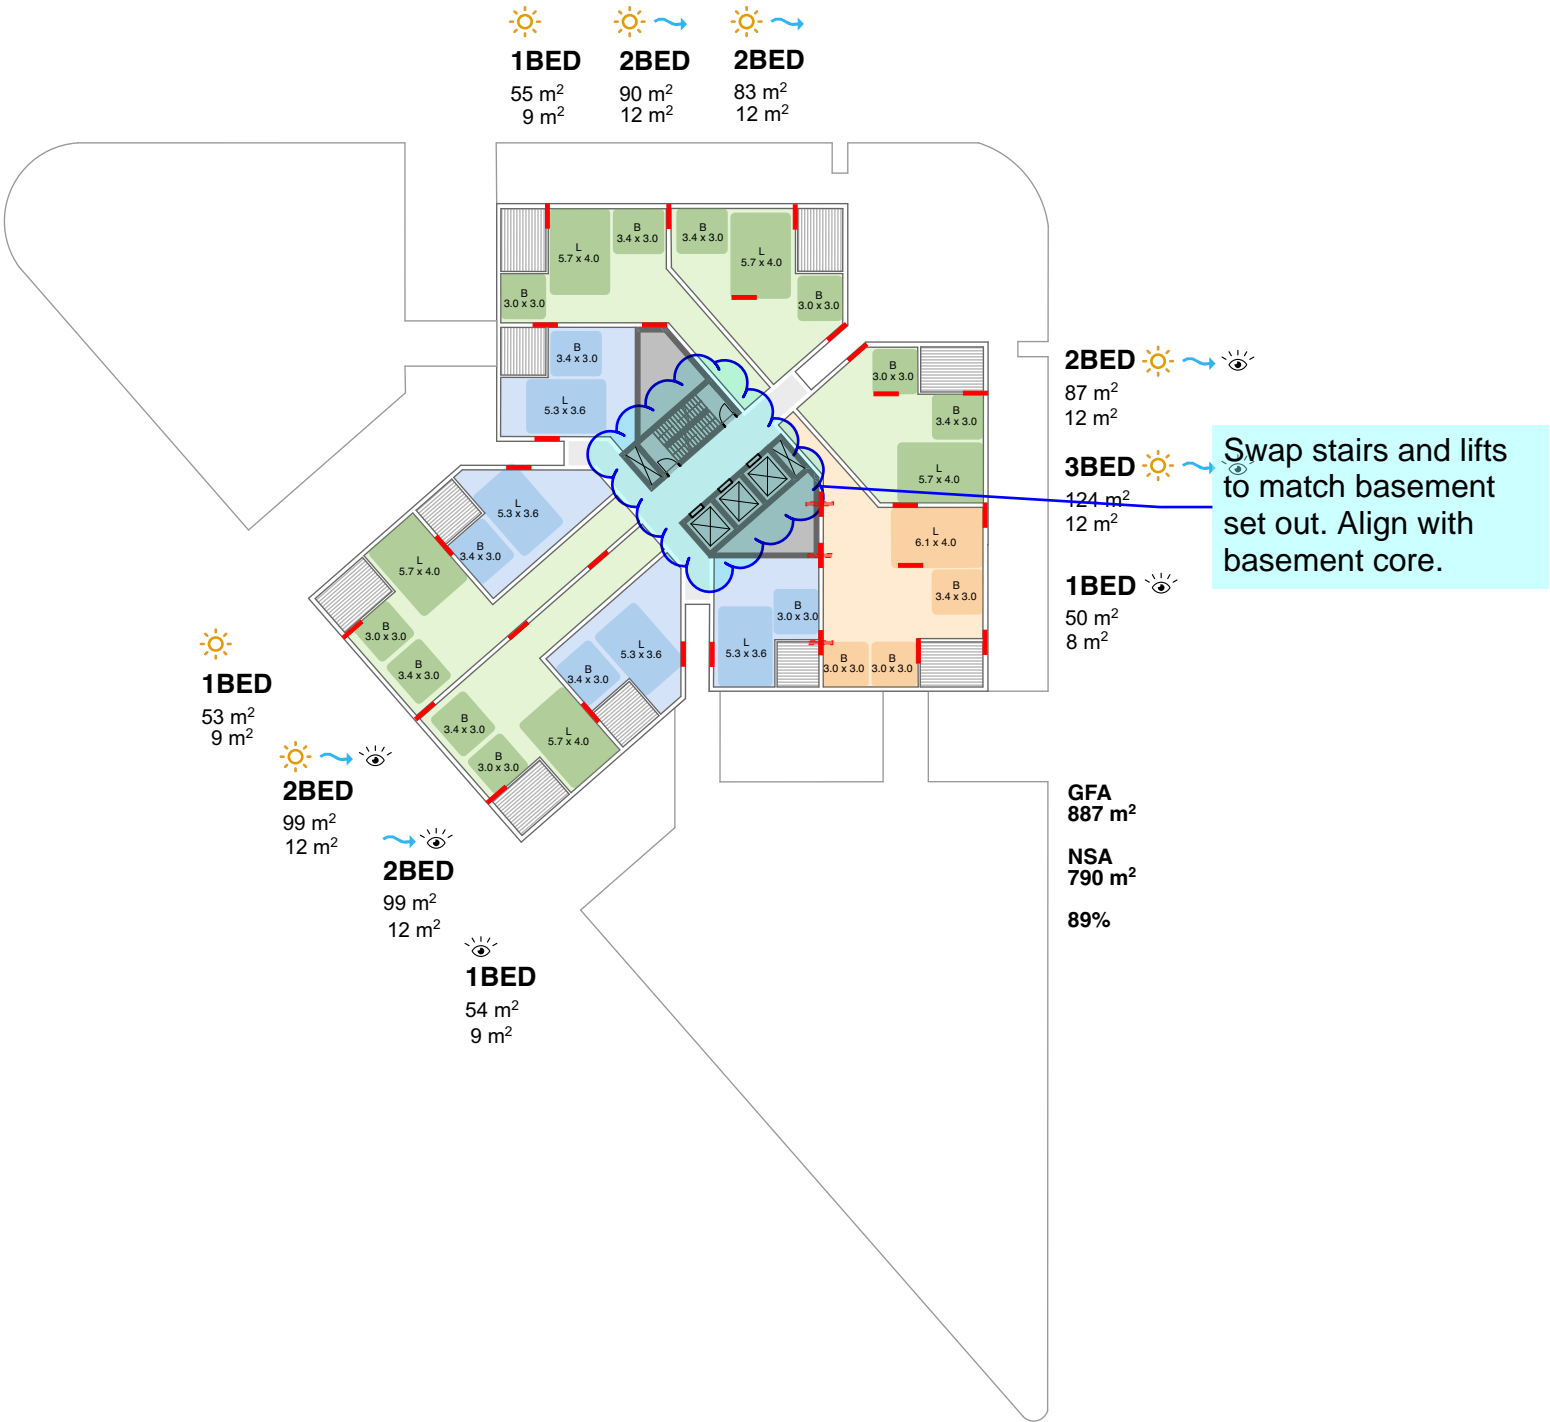 1BED
55 m²
9 m²
2BED
90 m²
12 m²
2BED
83 m²
12 m²
L
5.7 x 4.0
B
3.4 x 3.0
B
3.4 x 3.0
L
5.7 x 4.0
B
3.0 x 3.0
B
3.0 x 3.0
B
3.4 x 3.0
L
5.3 x 3.6
B
3.0 x 3.0
B
3.4 x 3.0
L
5.7 x 4.0
L
6.1 x 4.0
B
3.4 x 3.0
B
3.0 x 3.0
B
3.0 x 3.0
B
3.0 x 3.0
L
5.3 x 3.6
L
5.3 x 3.6
B
3.4 x 3.0
L
5.7 x 4.0
B
3.0 x 3.0
B
3.4 x 3.0
L
5.3 x 3.6
B
3.4 x 3.0
B
3.4 x 3.0
B
3.0 x 3.0
L
5.7 x 4.0
2BED
87 m²
12 m²
3BED
124 m²
12 m²
1BED
50 m²
8 m²
Swap stairs and lifts
to match basement
set out. Align with
basement core.
1BED
53 m²
9 m²
2BED
99 m²
12 m²
2BED
99 m²
12 m²
1BED
54 m²
9 m²
GFA
887 m²
NSA
790 m²
89%